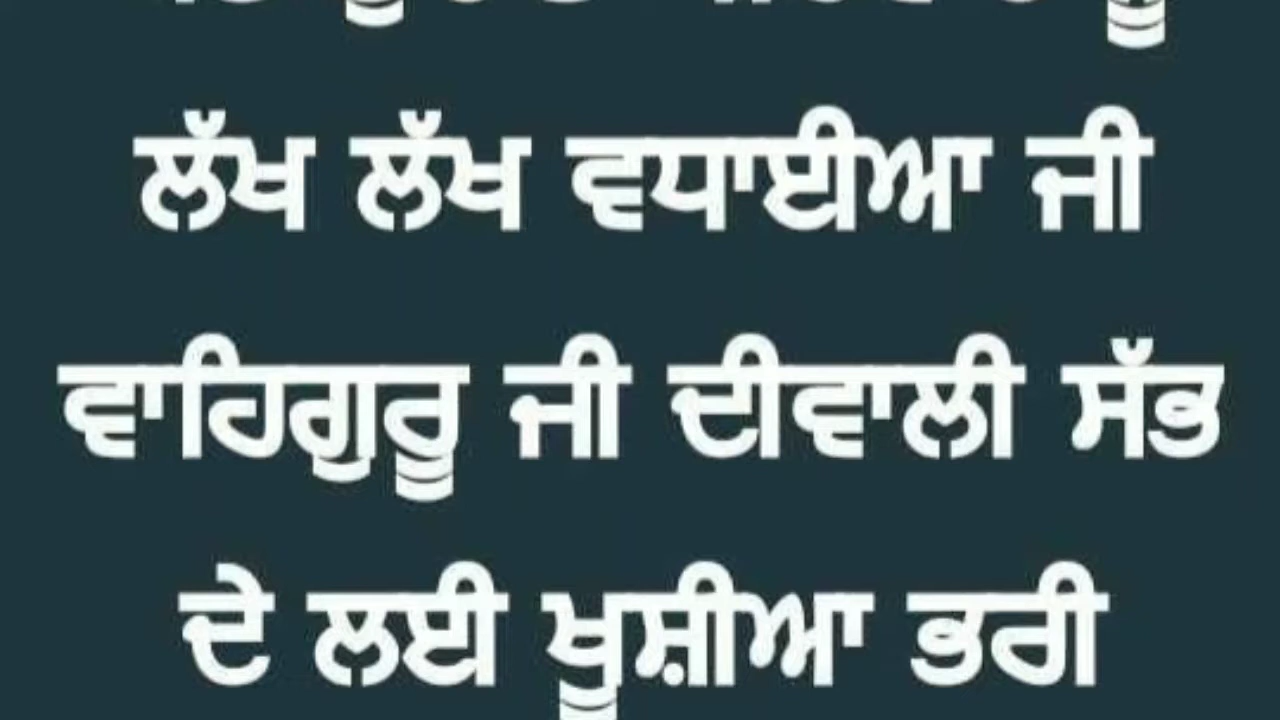 ਲੱਖ ਲੱਖ ਵਧਾਈਆ ਜੀ
ਵਾਹਿਗੁਰੂ ਜੀ ਦੀਵਾਲੀ ਸੱਭ
ਦੇ ਲਈ ਖੂਸ਼ੀਆ ਭਰੀ